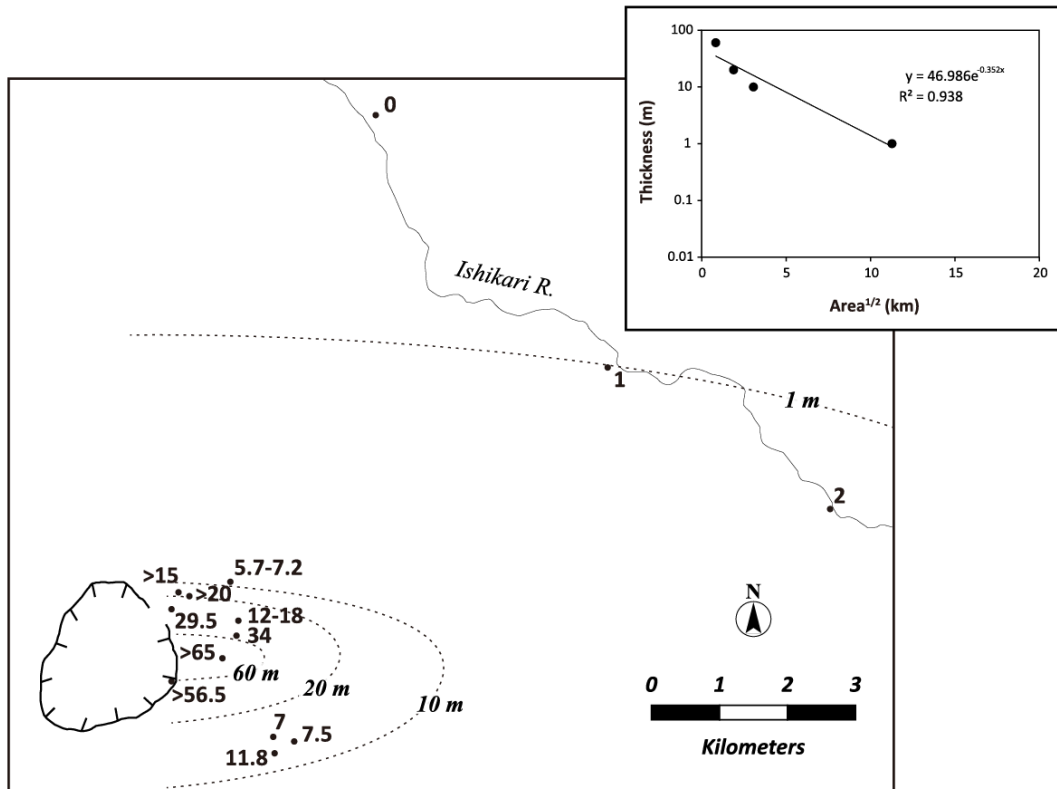 100
10
1
0.1
0.01
Thickness (m)
y = 46.986e^-0.352x
R² = 0.938
0 5 10 15 20
Area^1/2 (km)
0
Ishikari R.
1
1 m
2
>15
5.7-7.2
>20
29.5
12-18
34
>65
60 m
>56.5
20 m
10 m
7
7.5
11.8
N
0 1 2 3
Kilometers